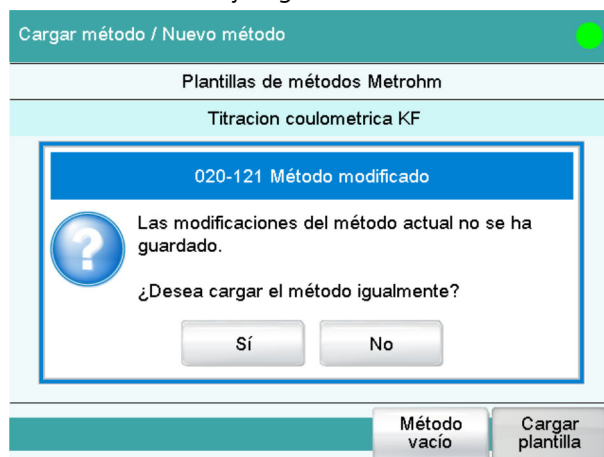 Cargar método / Nuevo método
Plantillas de métodos Metrohm
Titracion coulometrica KF
020-121 Método modificado
Las modificaciones del método actual no se ha
guardado.
¿Desea cargar el método igualmente?
Sí
No
Método
vacío
Cargar
plantilla